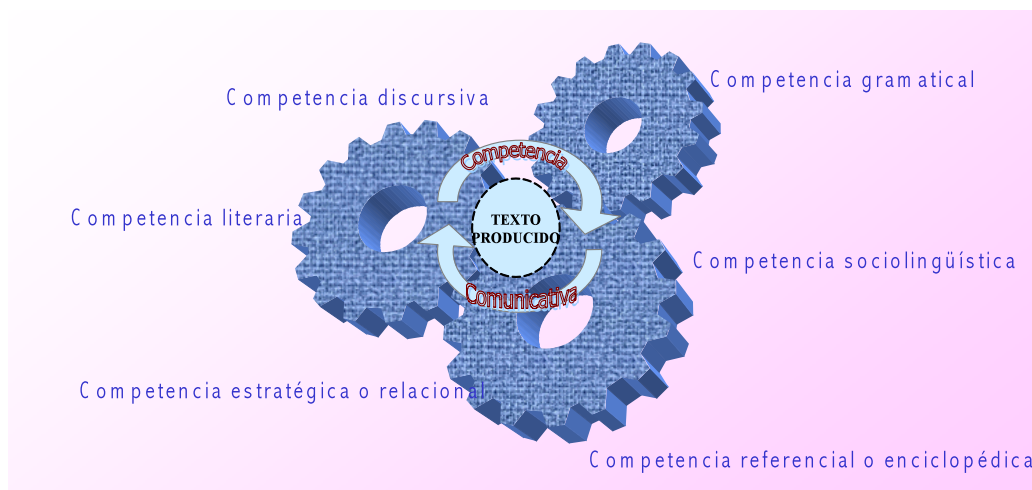 Competencia gramatical
Competencia discursiva
Competencia
Competencia literaria
TEXTO
PRODUCIDO
Competencia sociolingüística
Comunicativa
Competencia estratégica o relacional
Competencia referencial o enciclopédica